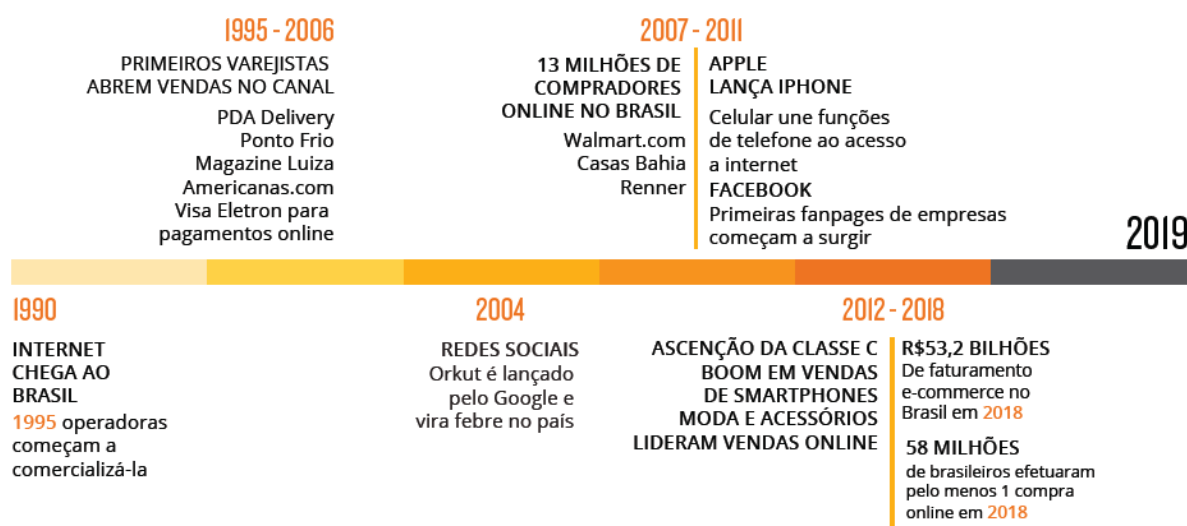 1995 - 2006
PRIMEIROS VAREJISTAS
ABREM VENDAS NO CANAL
PDA Delivery
Ponto Frio
Magazine Luiza
Americanas.com
Visa Eletron para
pagamentos online
2007 - 2011
13 MILHÕES DE
COMPRADORES
ONLINE NO BRASIL
Walmart.com
Casas Bahia
Renner
APPLE
LANÇA IPHONE
Celular une funções
de telefone ao acesso
a internet
FACEBOOK
Primeiras fanpages de empresas
começam a surgir
2019
1990
INTERNET
CHEGA AO
BRASIL
1995 operadoras
começam a
comercializá-la
2004
REDES SOCIAIS
Orkut é lançado
pelo Google e
vira febre no país
2012 - 2018
ASCENÇÃO DA CLASSE C
BOOM EM VENDAS
DE SMARTPHONES
MODA E ACESSÓRIOS
LIDERAM VENDAS ONLINE
R$53,2 BILHÕES
De faturamento
e-commerce no
Brasil em 2018
58 MILHÕES
de brasileiros efetuaram
pelo menos 1 compra
online em 2018